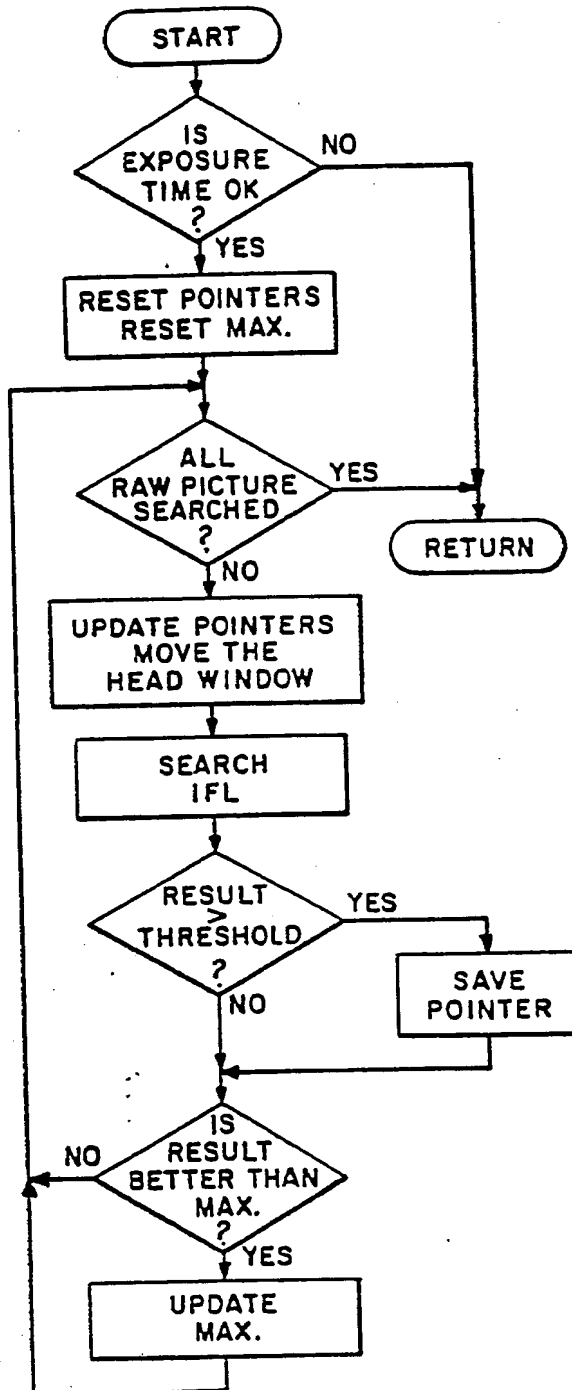 START
IS
EXPOSURE
TIME OK
?
NO
YES
RESET POINTERS
RESET MAX.
ALL
RAW PICTURE
SEARCHED
?
YES
RETURN
NO
UPDATE POINTERS
MOVE THE
HEAD WINDOW
SEARCH
IFL
RESULT
>
THRESHOLD
?
YES
SAVE
POINTER
NO
IS
RESULT
BETTER THAN
MAX.
?
NO
YES
UPDATE
MAX.